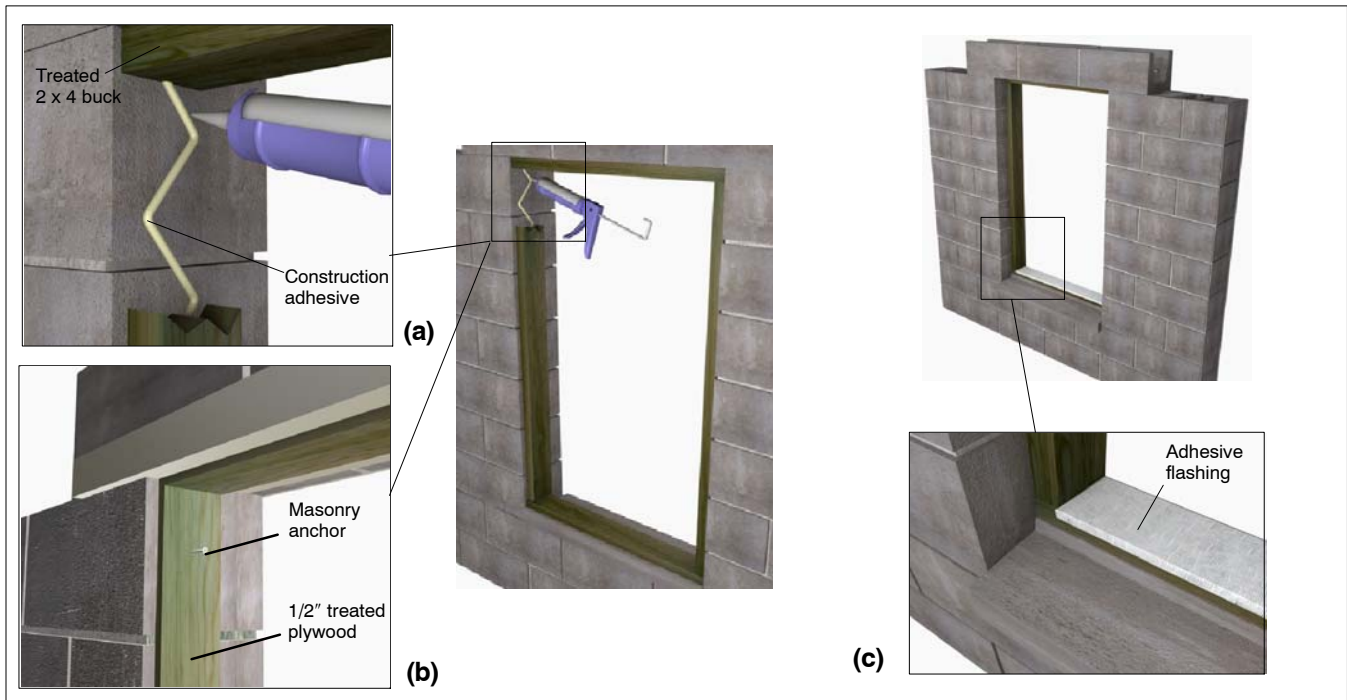 Treated
2 x 4 buck
Construction
adhesive
(a)
Masonry
anchor
1/2″ treated
plywood
(b)
Adhesive
flashing
(c)